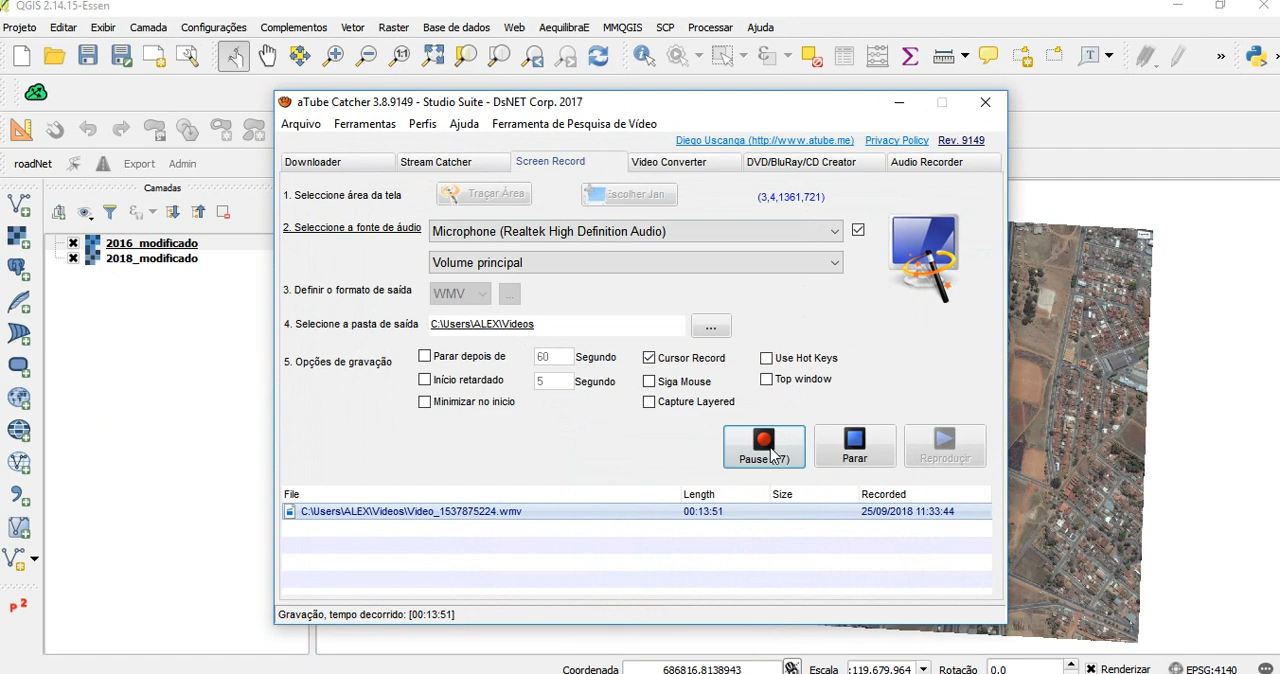 QGIS 2.14.15-Essen
Projeto Editar Exibir Camada Configurações Complementos Vetor Raster Base de dados Web AequilibraE MMQGIS SCP Processar Ajuda
1:1 Σ T »
roadNet Export Admin
Camadas
2016_modificado
2018_modificado
aTube Catcher 3.8.9149 - Studio Suite - DsNET Corp. 2017
Arquivo Ferramentas Perfis Ajuda Ferramenta de Pesquisa de Vídeo
Diego Uscanga (http://www.atube.me) Privacy Policy Rev. 9149
Downloader Stream Catcher Screen Record Video Converter DVD/BluRay/CD Creator Audio Recorder
1. Seleccione área da tela Traçar Área Escolher Jan (3,4,1361,721)
2. Seleccione a fonte de áudio Microphone (Realtek High Definition Audio)
Volume principal
3. Definir o formato de saída WMV ...
4. Selecione a pasta de saída C:\Users\ALEX\Videos ...
5. Opções de gravação Parar depois de 60 Segundo Cursor Record Use Hot Keys
Início retardado 5 Segundo Siga Mouse Top window
Minimizar no inicio Capture Layered
Pause Parar Reproducir
File Length Size Recorded
C:\Users\ALEX\Videos\Video_1537875224.wmv 00:13:51 25/09/2018 11:33:44
Gravação, tempo decorrido: [00:13:51]
p2
Coordenada 686816.8138943 Escala :119.679.964 Rotação 0.0 Renderizar EPSG:4140